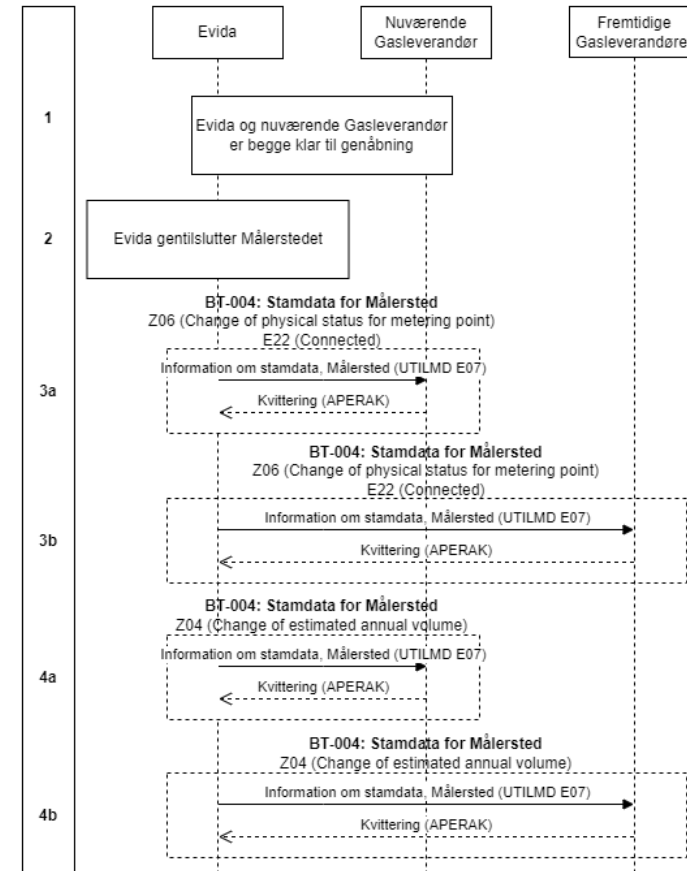 Evida
Nuværende
Gasleverandør
Fremtidige
Gasleverandøre
1
Evida og nuværende Gasleverandør
er begge klar til genåbning
2
Evida gentilslutter Målerstedet
BT-004: Stamdata for Målersted
Z06 (Change of physical status for metering point)
E22 (Connected)
3a
Information om stamdata, Målersted (UTILMD E07)
Kvittering (APERAK)
BT-004: Stamdata for Målersted
Z06 (Change of physical status for metering point)
E22 (Connected)
3b
Information om stamdata, Målersted (UTILMD E07)
Kvittering (APERAK)
BT-004: Stamdata for Målersted
Z04 (Change of estimated annual volume)
4a
Information om stamdata, Målersted (UTILMD E07)
Kvittering (APERAK)
BT-004: Stamdata for Målersted
Z04 (Change of estimated annual volume)
4b
Information om stamdata, Målersted (UTILMD E07)
Kvittering (APERAK)